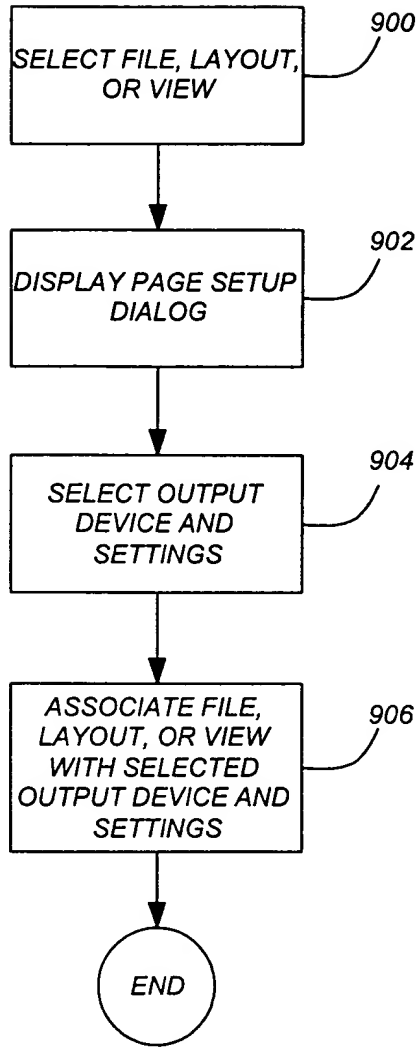 900
SELECT FILE, LAYOUT,
OR VIEW
902
DISPLAY PAGE SETUP
DIALOG
904
SELECT OUTPUT
DEVICE AND
SETTINGS
906
ASSOCIATE FILE,
LAYOUT, OR VIEW
WITH SELECTED
OUTPUT DEVICE AND
SETTINGS
END